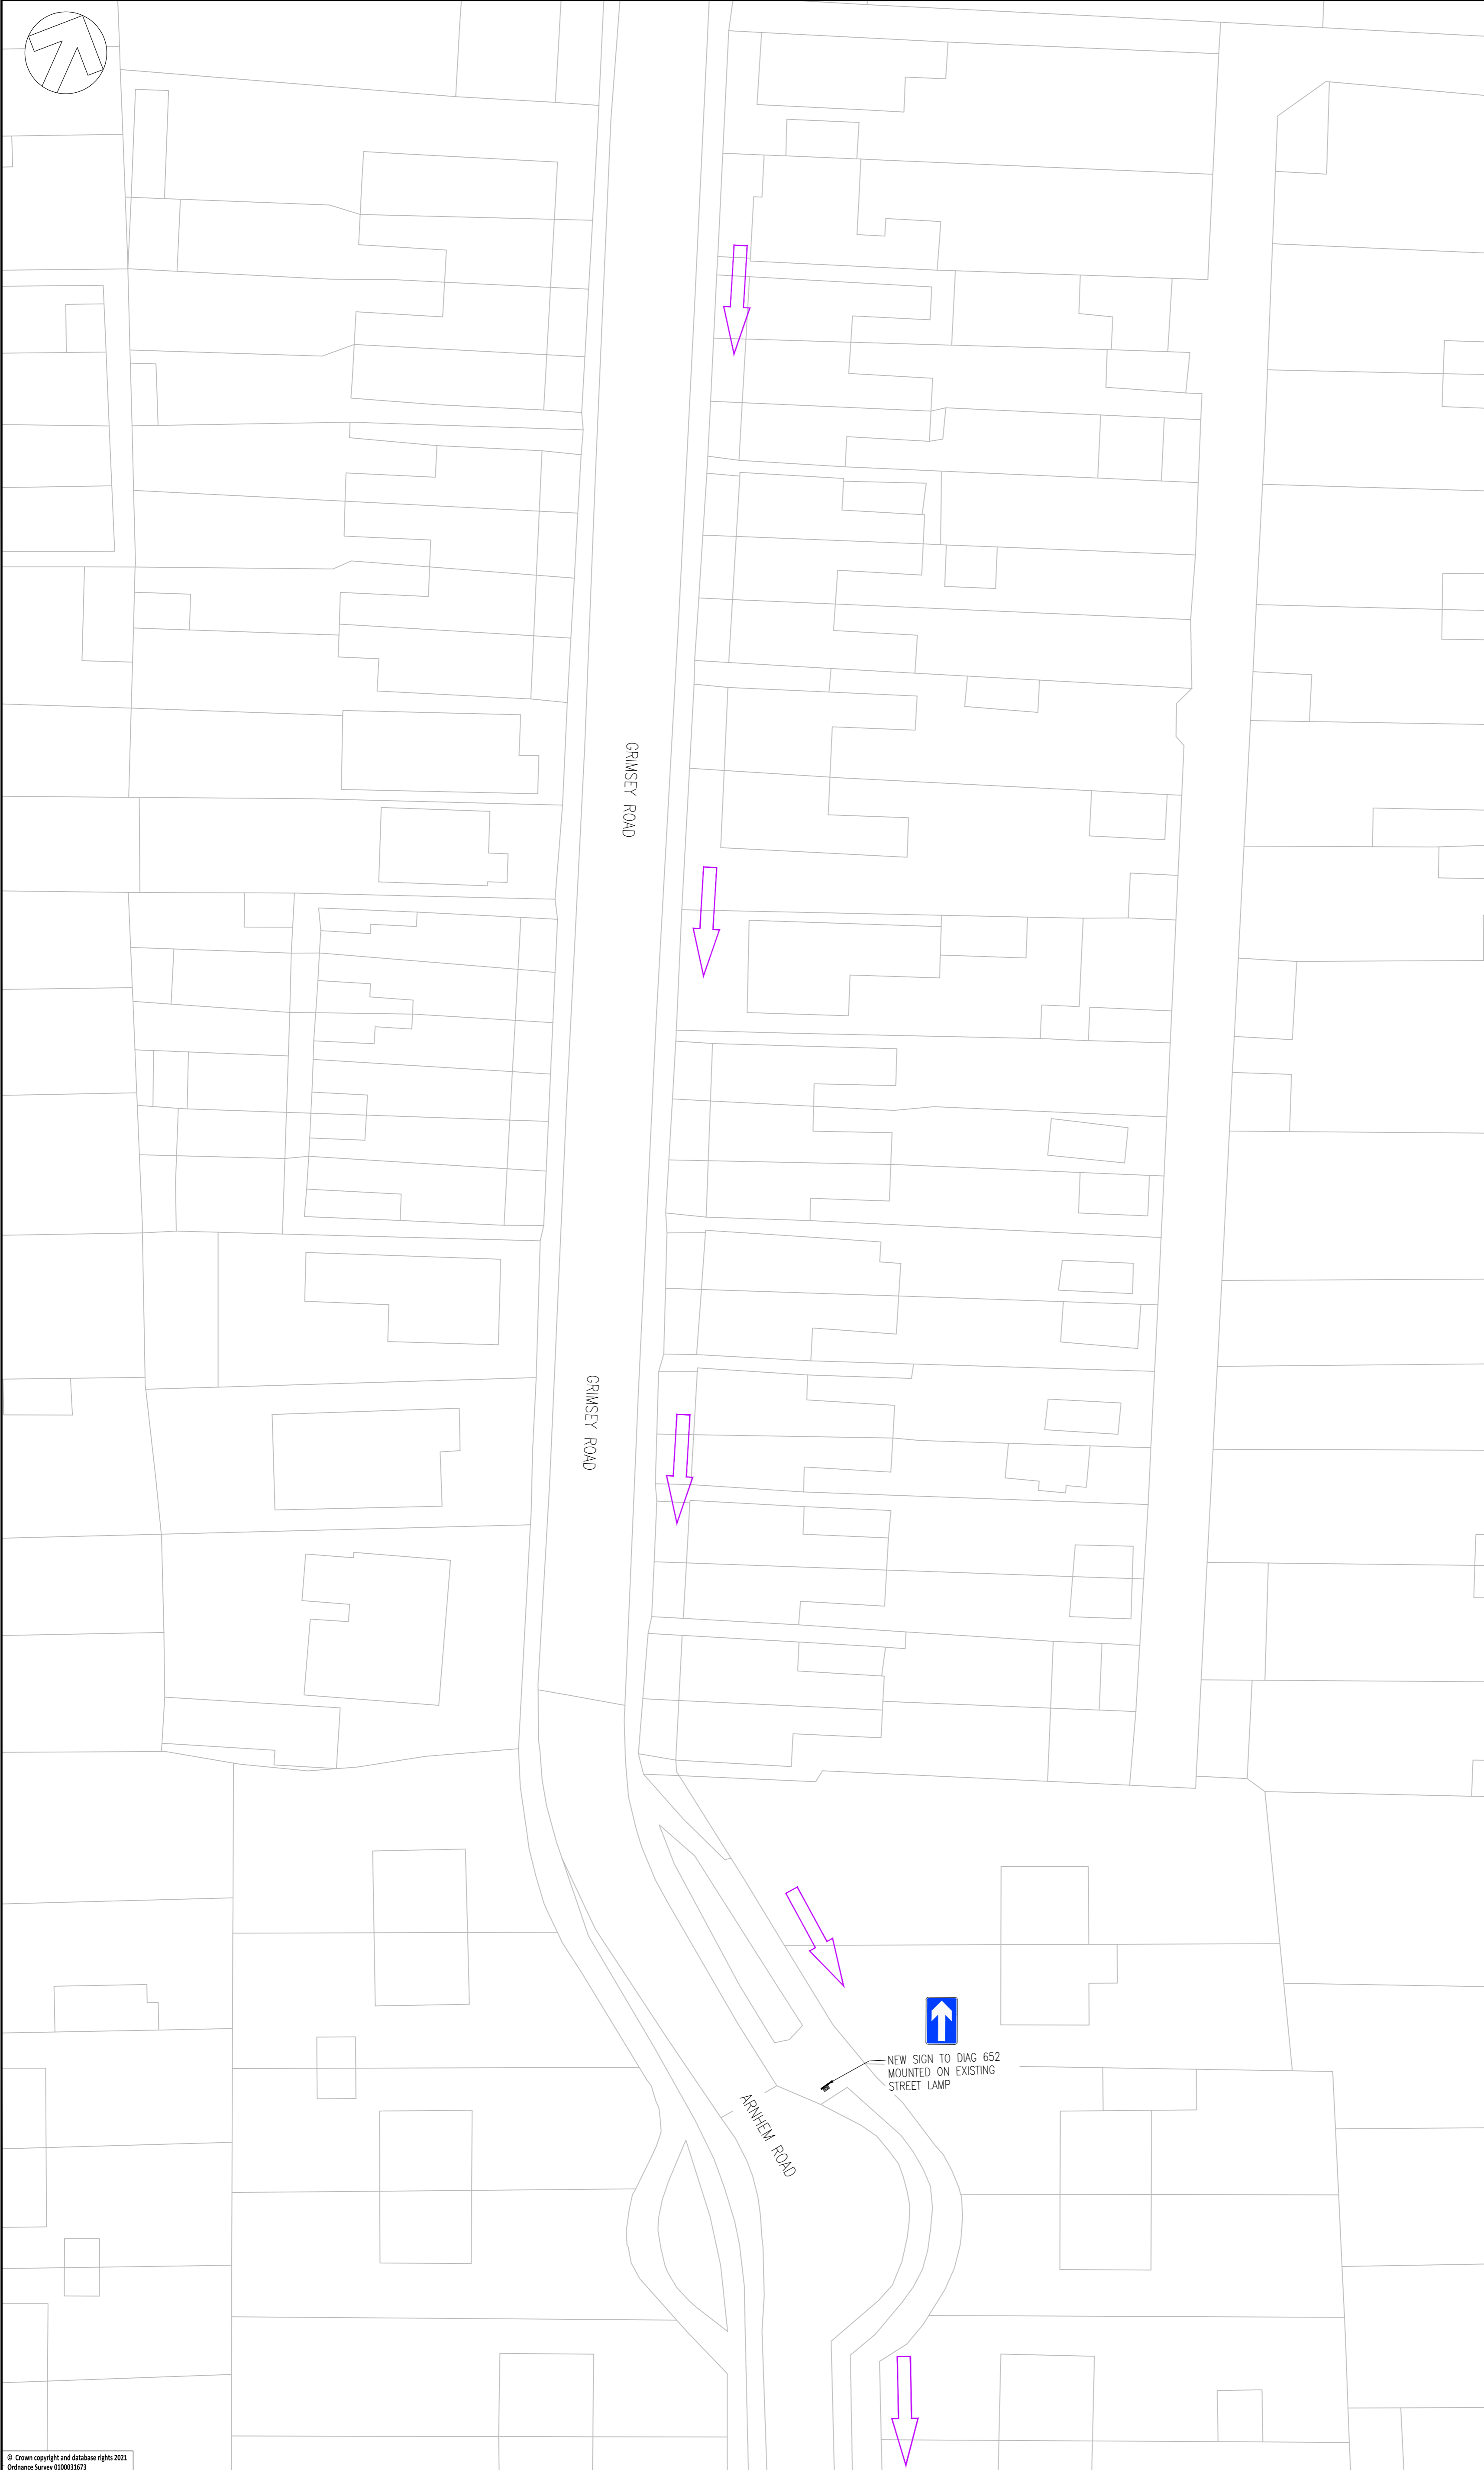 GRIMSEY ROAD
GRIMSEY ROAD
NEW SIGN TO DIAG 652
MOUNTED ON EXISTING
STREET LAMP
ARNHEM ROAD
© Crown copyright and database rights 2021
Ordnance Survey 0100031673